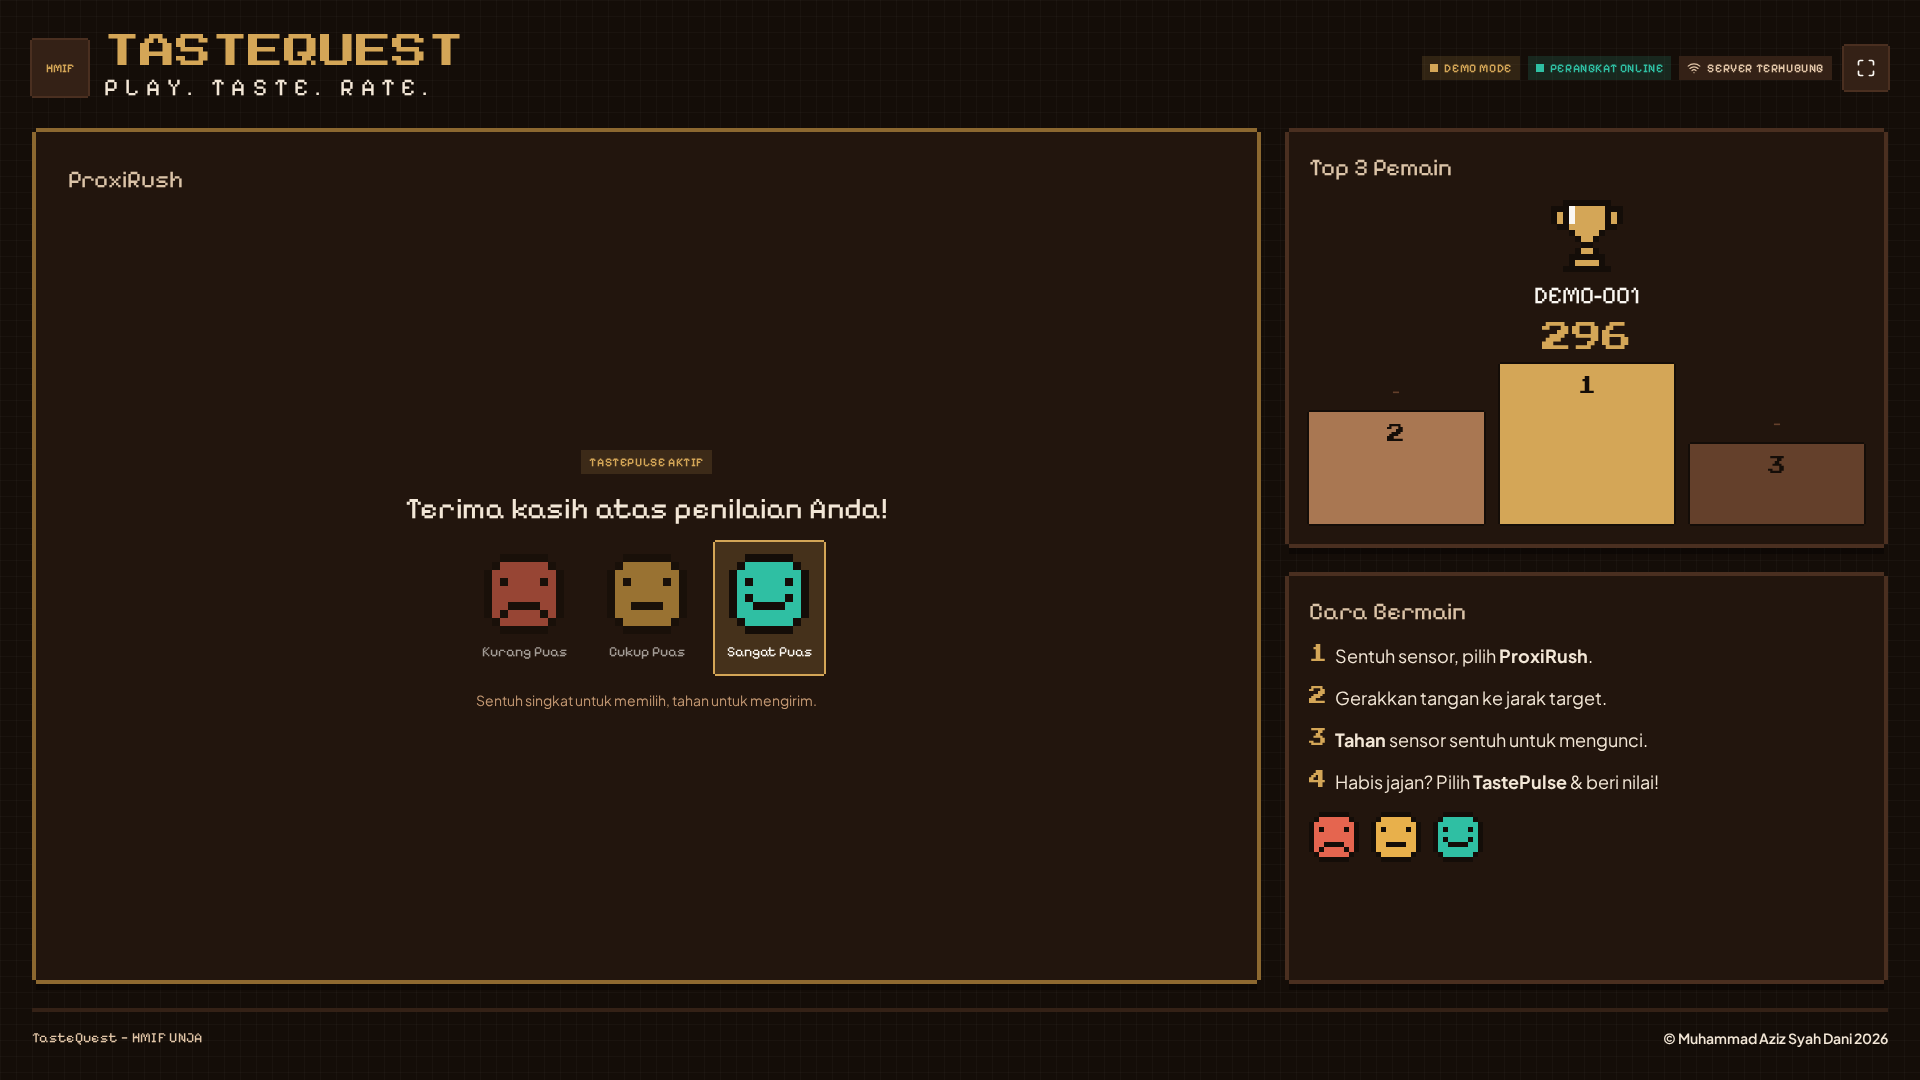 HMIF
TASTEQUEST
PLAY. TASTE. RATE.
DEMO MODE
PERANGKAT ONLINE
SERVER TERHUBUNG
ProxiRush
TASTEPULSE AKTIF
Terima kasih atas penilaian Anda!
Kurang Puas
Cukup Puas
Sangat Puas
Sentuh singkat untuk memilih, tahan untuk mengirim.
Top 3 Pemain
DEMO-001
296
-
2
1
-
3
Cara Bermain
1 Sentuh sensor, pilih ProxiRush.
2 Gerakkan tangan ke jarak target.
3 Tahan sensor sentuh untuk mengunci.
4 Habis jajan? Pilih TastePulse & beri nilai!
TasteQuest - HMIF UNJA
© Muhammad Aziz Syah Dani 2026